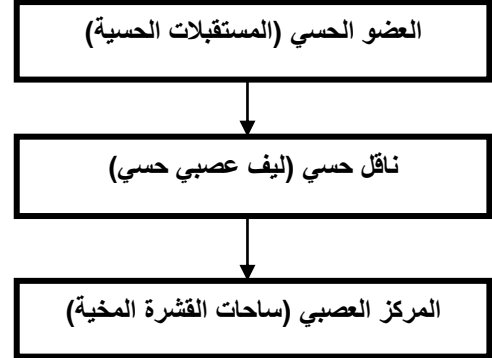 العضو الحسي (المستقبلات الحسية)
ناقل حسي (ليف عصبي حسي)
المركز العصبي (ساحات القشرة المخية)